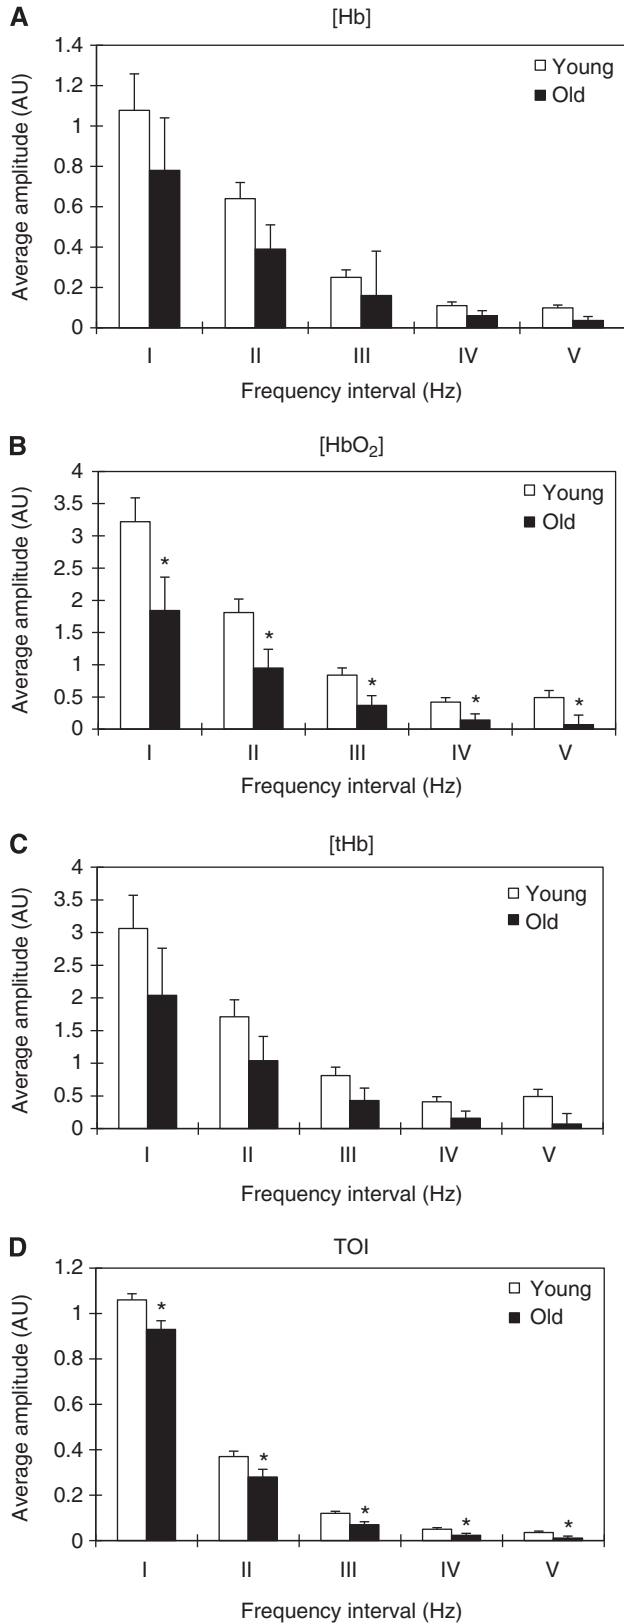 A
[Hb]
Average amplitude (AU)
1.4
1.2
1
0.8
0.6
0.4
0.2
0
Young
Old
I II III IV V
Frequency interval (Hz)
B
[HbO₂]
Average amplitude (AU)
4
3.5
3
2.5
2
1.5
1
0.5
0
Young
Old
* * * * *
I II III IV V
Frequency interval (Hz)
C
[tHb]
Average amplitude (AU)
4
3.5
3
2.5
2
1.5
1
0.5
0
Young
Old
I II III IV V
Frequency interval (Hz)
D
TOI
Average amplitude (AU)
1.2
1
0.8
0.6
0.4
0.2
0
Young
Old
* * * * *
I II III IV V
Frequency interval (Hz)